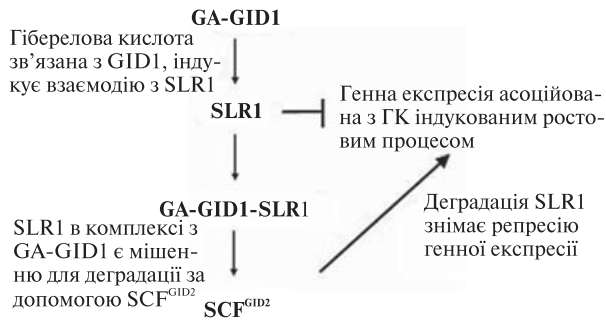 GA-GID1
Гіберелова кислота
зв’язана з GID1, інду-
кує взаємодію з SLR1
SLR1
Генна експресія асоційова-
на з ГК індукованим росто-
вим процесом
GA-GID1-SLR1
SLR1 в комплексі з
GA-GID1 є мішен-
ню для деградації за
допомогою SCF^GID2
Деградація SLR1
знімає репресію
генної експресії
SCF^GID2